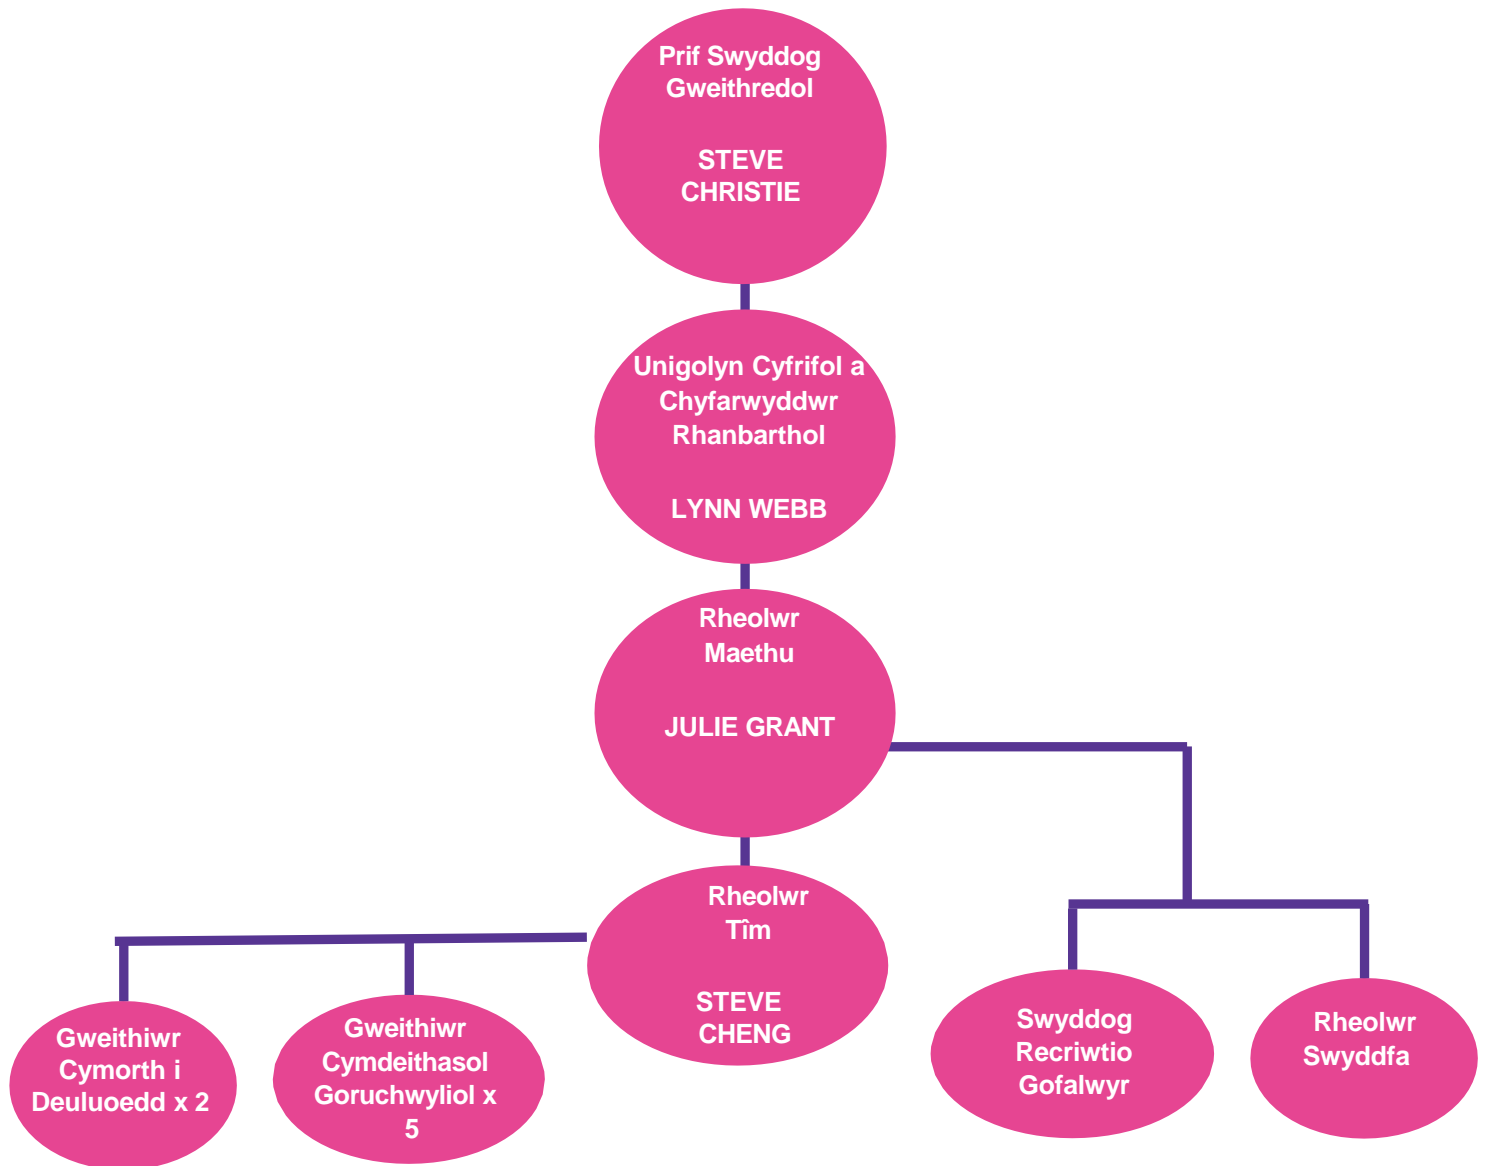 Prif Swyddog
Gweithredol
STEVE
CHRISTIE
Unigolyn Cyfrifol a
Chyfarwyddwr
Rhanbarthol
LYNN WEBB
Rheolwr
Maethu
JULIE GRANT
Rheolwr
Tîm
STEVE
CHENG
Gweithiwr
Cymorth i
Deuluoedd x 2
Gweithiwr
Cymdeithasol
Goruchwyliol x
5
Swyddog
Recriwtio
Gofalwyr
Rheolwr
Swyddfa